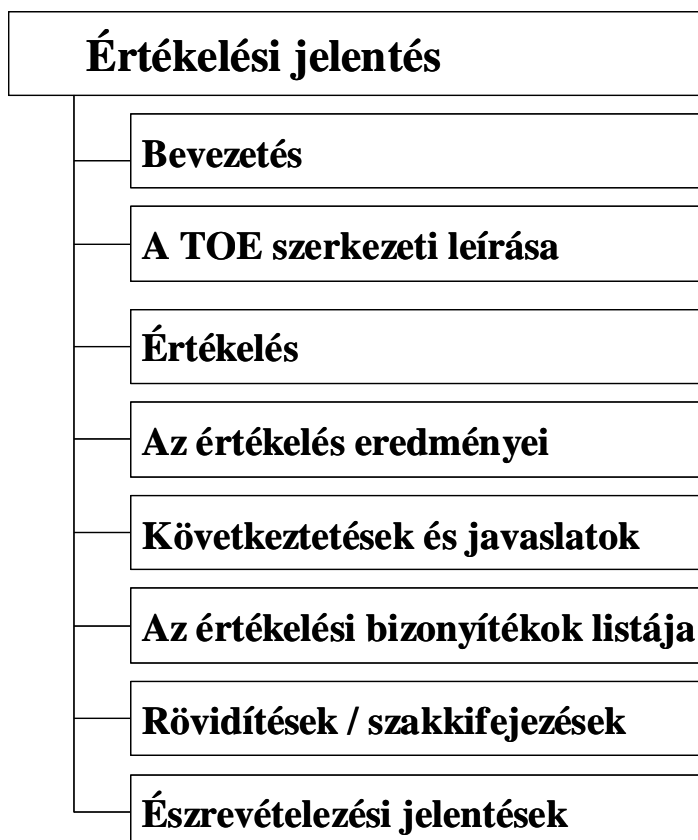 Értékelési jelentés
Bevezetés
A TOE szerkezeti leírása
Értékelés
Az értékelés eredményei
Következtetések és javaslatok
Az értékelési bizonyítékok listája
Rövidítések / szakkifejezések
Észrevételezési jelentések